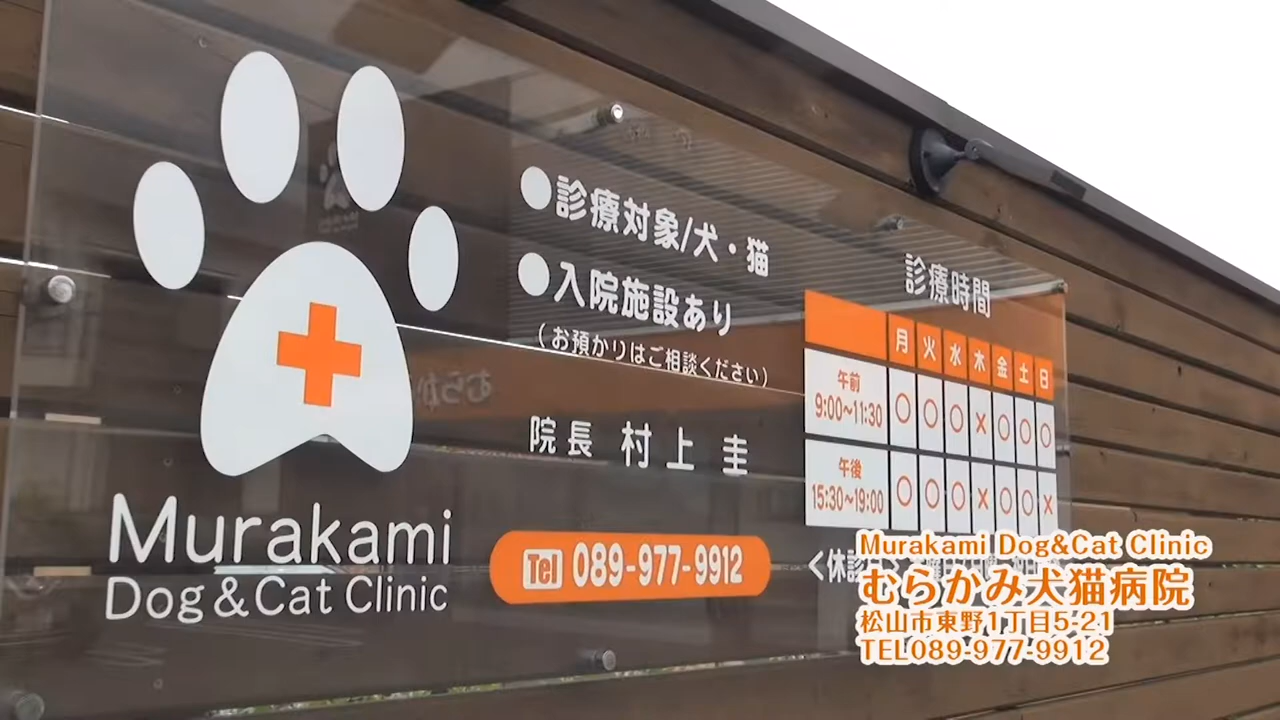 Murakami
Dog&Cat Clinic
●診療対象/犬・猫
●入院施設あり
（お預かりはご相談ください）
院長 村上 圭
Tel 089-977-9912
診療時間
月 火 水 木 金 土 日
午前 9:00~11:30 ○ ○ ○ × ○ ○ ○
午後 15:30~19:00 ○ ○ ○ × ○ ○ ×
Murakami Dog&Cat Clinic
むらかみ犬猫病院
松山市東野1丁目5-21
TEL089-977-9912